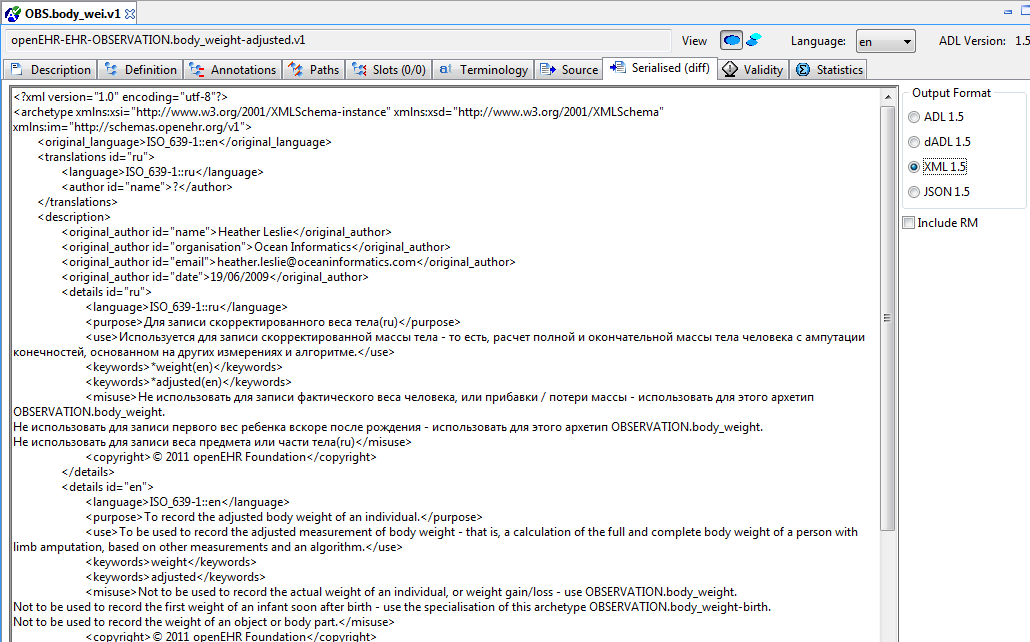 OBS.body_wei.v1
openEHR-EHR-OBSERVATION.body_weight-adjusted.v1
View
Language:
en
ADL Version:
1.5
Description
Definition
Annotations
Paths
Slots (0/0)
Terminology
Source
Serialised (diff)
Validity
Statistics
<?xml version="1.0" encoding="utf-8"?>
<archetype xmlns:xsi="http://www.w3.org/2001/XMLSchema-instance" xmlns:xsd="http://www.w3.org/2001/XMLSchema"
xmlns:im="http://schemas.openehr.org/v1">
<original_language>ISO_639-1::en</original_language>
<translations id="ru">
<language>ISO_639-1::ru</language>
<author id="name">?</author>
</translations>
<description>
<original_author id="name">Heather Leslie</original_author>
<original_author id="organisation">Ocean Informatics</original_author>
<original_author id="email">heather.leslie@oceaninformatics.com</original_author>
<original_author id="date">19/06/2009</original_author>
<details id="ru">
<language>ISO_639-1::ru</language>
<purpose>Для записи скорректированного веса тела(ru)</purpose>
<use>Используется для записи скорректированной массы тела - то есть, расчет полной и окончательной массы тела человека с ампутации
конечностей, основанном на других измерениях и алгоритме.</use>
<keywords>*weight(en)</keywords>
<keywords>*adjusted(en)</keywords>
<misuse>Не использовать для записи фактического веса человека, или прибавки / потери массы - использовать для этого архетип
OBSERVATION.body_weight.
Не использовать для записи первого вес ребенка вскоре после рождения - использовать для этого архетип OBSERVATION.body_weight.
Не использовать для записи веса предмета или части тела(ru)</misuse>
<copyright>© 2011 openEHR Foundation</copyright>
</details>
<details id="en">
<language>ISO_639-1::en</language>
<purpose>To record the adjusted body weight of an individual.</purpose>
<use>To be used to record the adjusted measurement of body weight - that is, a calculation of the full and complete body weight of a person with
limb amputation, based on other measurements and an algorithm.</use>
<keywords>weight</keywords>
<keywords>adjusted</keywords>
<misuse>Not to be used to record the actual weight of an individual, or weight gain/loss - use OBSERVATION.body_weight.
Not to be used to record the first weight of an infant soon after birth - use the specialisation of this archetype OBSERVATION.body_weight-birth.
Not to be used to record the weight of an object or body part.</misuse>
<copyright>© 2011 openEHR Foundation</copyright>
Output Format
ADL 1.5
dADL 1.5
XML 1.5
JSON 1.5
Include RM